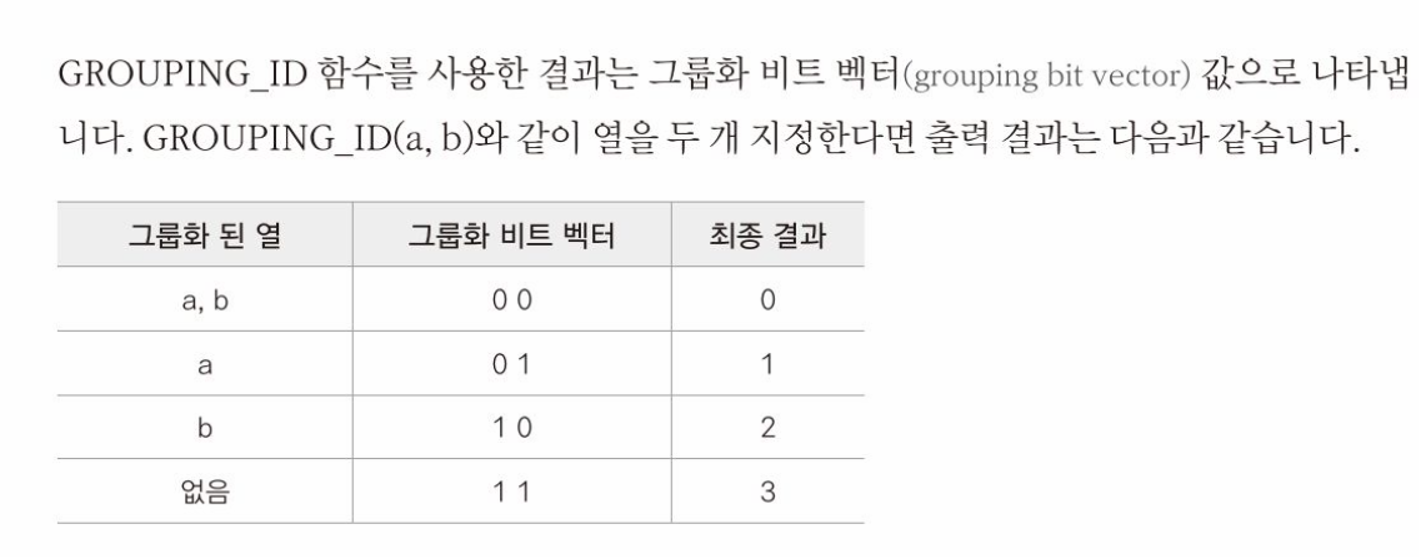 GROUPING_ID 함수를 사용한 결과는 그룹화 비트 벡터(grouping bit vector) 값으로 나타냅
니다. GROUPING_ID(a, b)와 같이 열을 두 개 지정한다면 출력 결과는 다음과 같습니다.
그룹화 된 열 그룹화 비트 벡터 최종 결과
a, b 0 0 0
a 0 1 1
b 1 0 2
없음 1 1 3